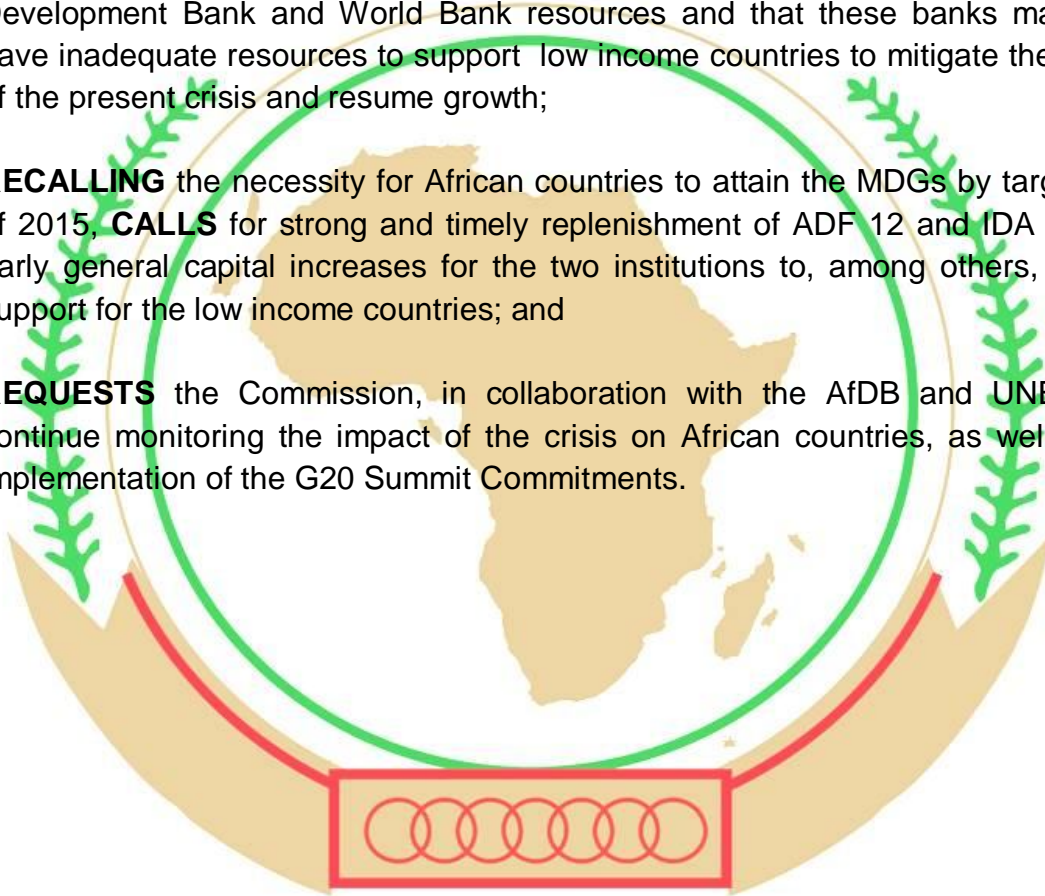 Development Bank and World Bank resources and that these banks ma
ave inadequate resources to support low income countries to mitigate the
f the present crisis and resume growth;
ECALLING the necessity for African countries to attain the MDGs by targ
f 2015, CALLS for strong and timely replenishment of ADF 12 and IDA
arly general capital increases for the two institutions to, among others,
upport for the low income countries; and
EQUESTS the Commission, in collaboration with the AfDB and UNE
ontinue monitoring the impact of the crisis on African countries, as wel
mplementation of the G20 Summit Commitments.